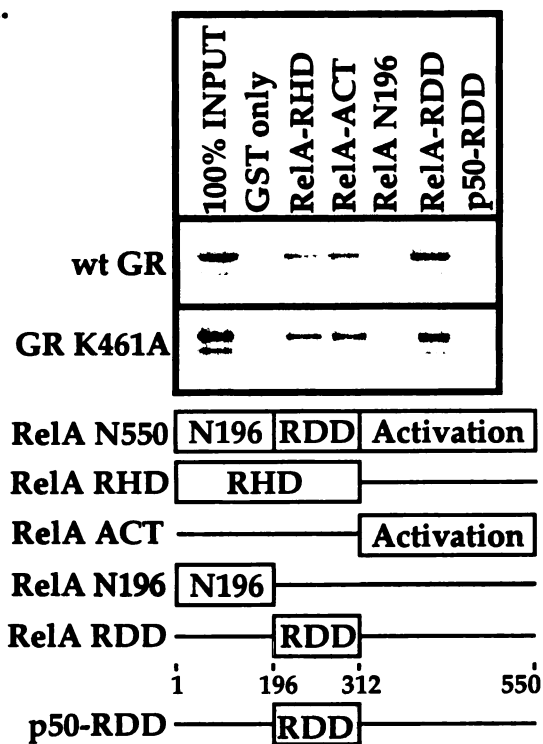 100% INPUT
GST only
RelA-RHD
RelA-ACT
RelA N196
RelA-RDD
p50-RDD
wt GR
GR K461A
RelA N550 N196 RDD Activation
RelA RHD RHD
RelA ACT Activation
RelA N196 N196
RelA RDD RDD
1 196 312 550
p50-RDD RDD